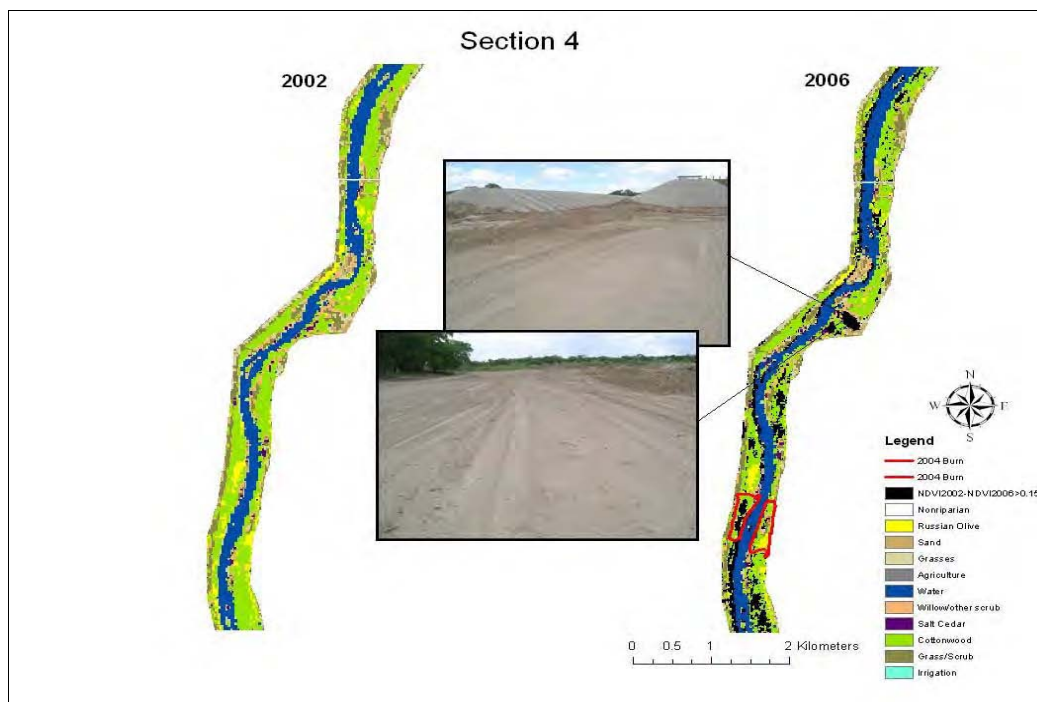 Section 4
2002
2006
N
W E
S
Legend
2004 Burn
2004 Burn
NDVI2002-NDVI2006>0.15
Nonriparian
Russian Olive
Sand
Grasses
Agriculture
Water
Willow/other scrub
Salt Cedar
Cottonwood
Grass/Scrub
Irrigation
0 0.5 1 2 Kilometers